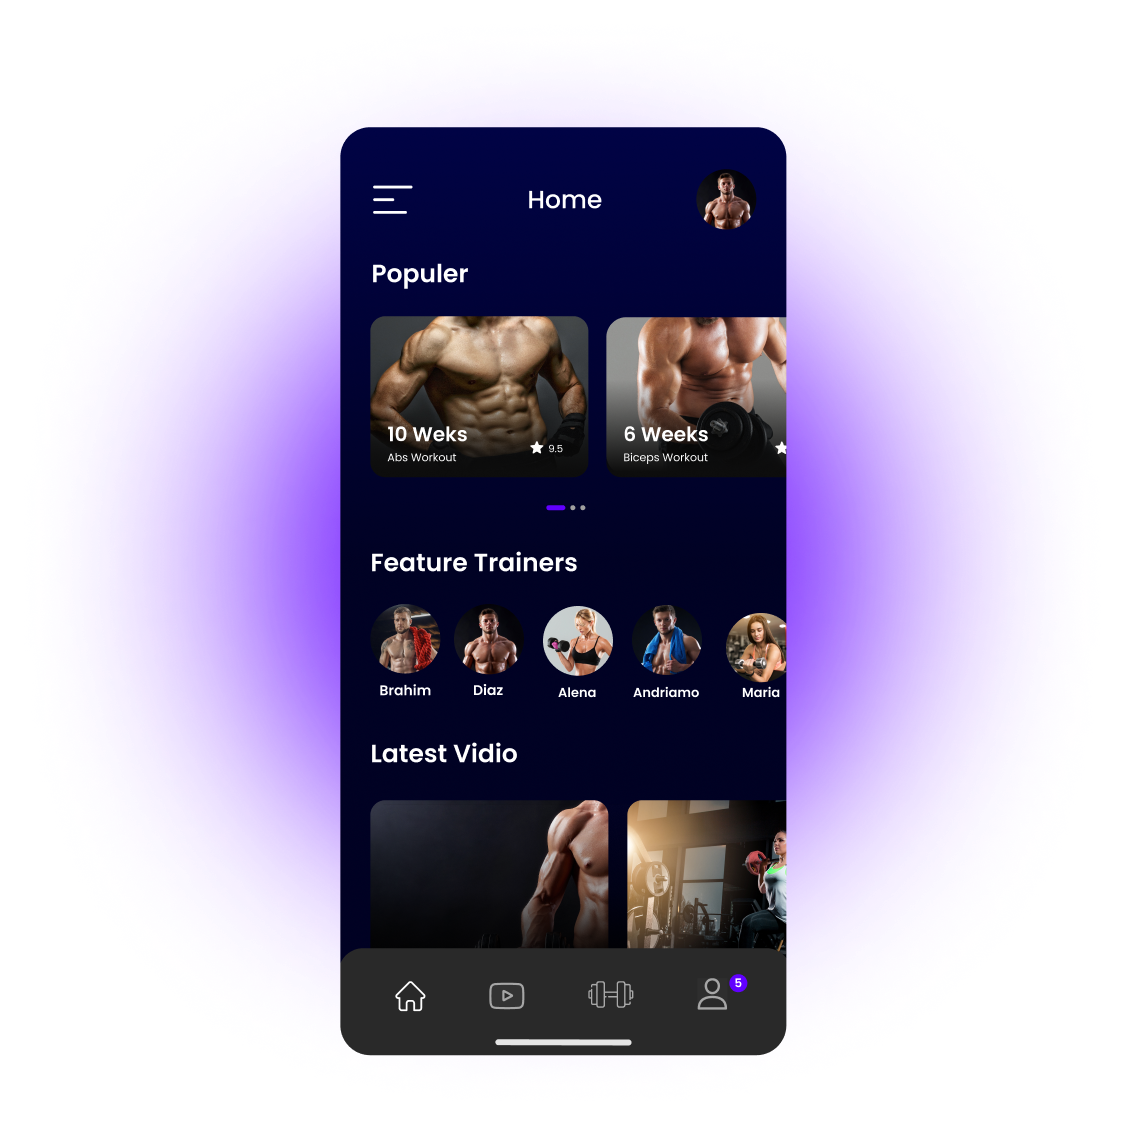 Home
Populer
10 Weks
Abs Workout
9.5
6 Weeks
Biceps Workout
Feature Trainers
Brahim
Diaz
Alena
Andriamo
Maria
Latest Vidio
5